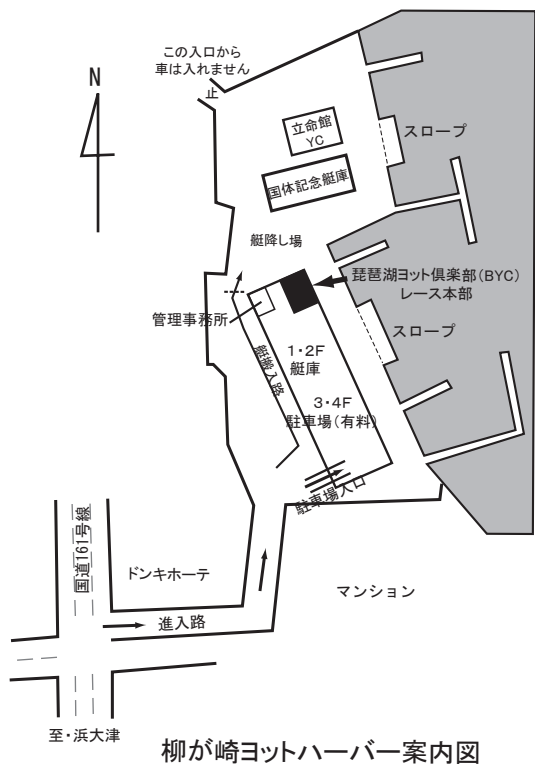 この入口から
車は入れません
止
N
立命館
YC
スロープ
国体記念艇庫
艇降し場
琵琶湖ヨット倶楽部(BYC)
レース本部
管理事務所
スロープ
1・2F
艇庫
艇搬入路
3・4F
駐車場(有料)
駐車場入口
国道161号線
ドンキホーテ
マンション
進入路
至・浜大津
柳が崎ヨットハーバー案内図